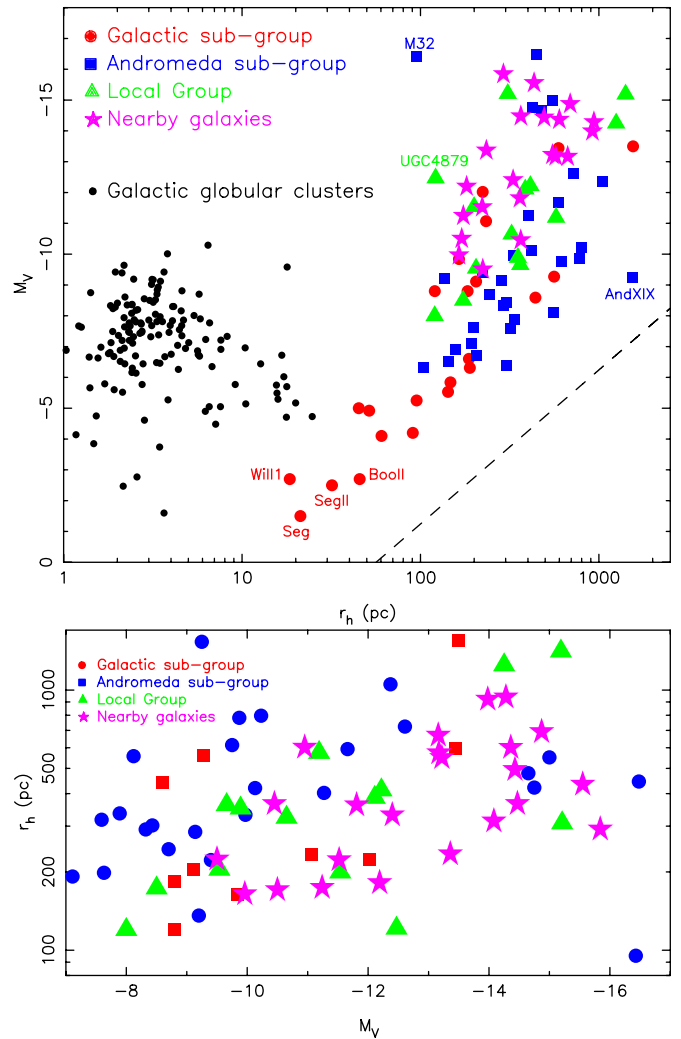 Galactic sub-group
Andromeda sub-group
Local Group
Nearby galaxies
Galactic globular clusters
M32
UGC4879
AndXIX
Will1
SegII
BooII
Seg
M_V
-15
-10
-5
0
1
10
100
1000
r_h (pc)
Galactic sub-group
Andromeda sub-group
Local Group
Nearby galaxies
r_h (pc)
1000
500
200
100
-8
-10
-12
-14
-16
M_V